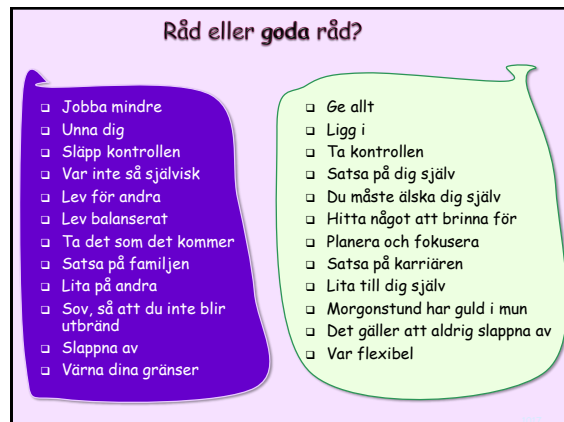 Råd eller goda råd?
Jobba mindre
Unna dig
Släpp kontrollen
Var inte så självisk
Lev för andra
Lev balanserat
Ta det som det kommer
Satsa på familjen
Lita på andra
Sov, så att du inte blir
utbränd
Slappna av
Värna dina gränser
Ge allt
Ligg i
Ta kontrollen
Satsa på dig själv
Du måste älska dig själv
Hitta något att brinna för
Planera och fokusera
Satsa på karriären
Lita till dig själv
Morgonstund har guld i mun
Det gäller att aldrig slappna av
Var flexibel